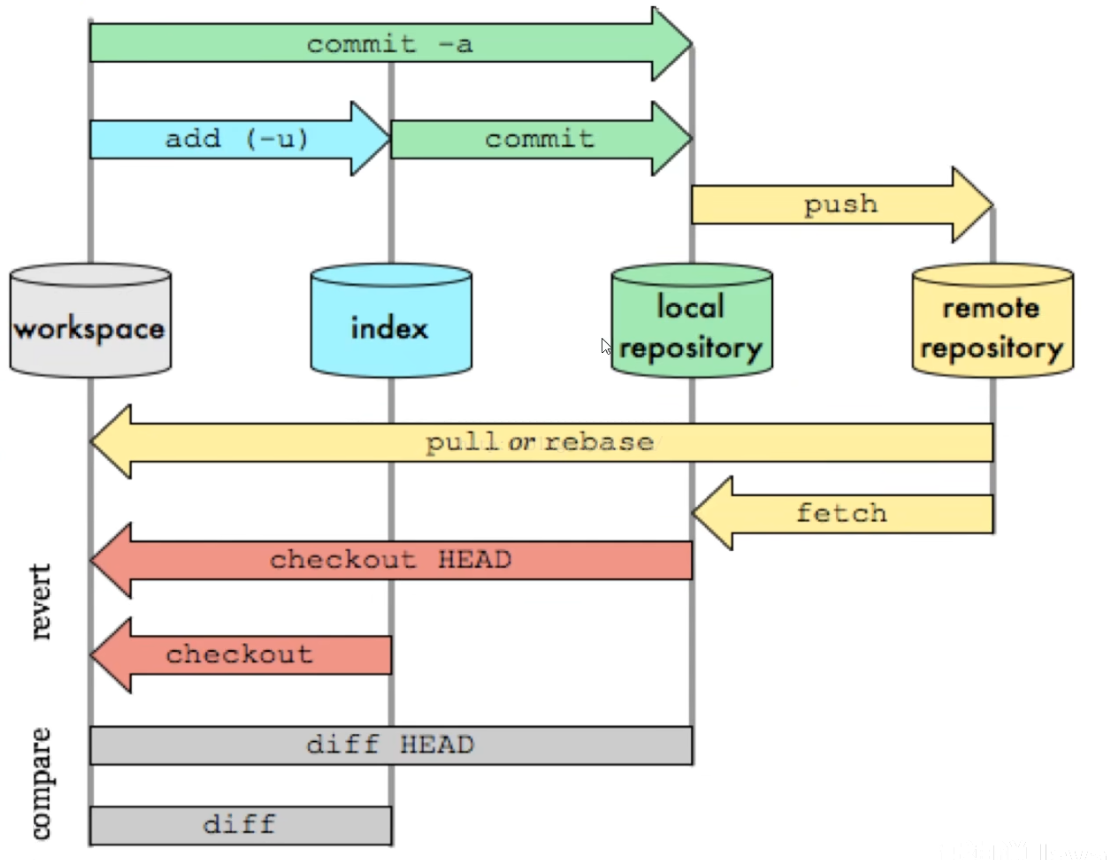 commit -a
add (-u)
commit
push
workspace
index
local
repository
remote
repository
pull or rebase
fetch
checkout HEAD
revert
checkout
diff HEAD
compare
diff